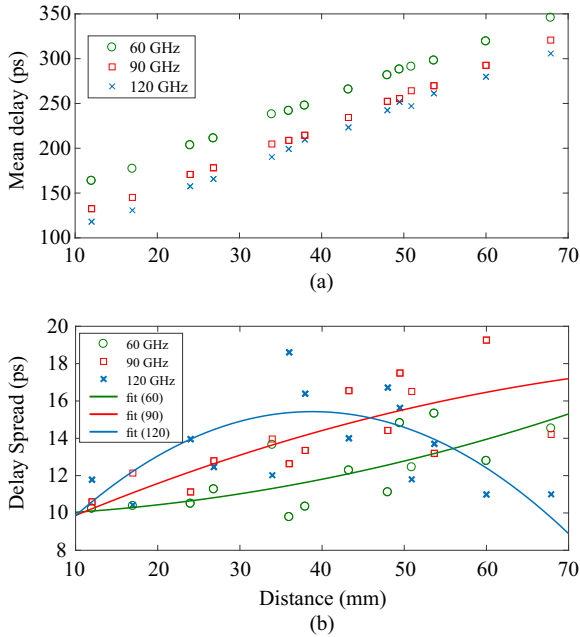 350
300
250
200
150
100
Mean delay (ps)
60 GHz
90 GHz
120 GHz
10 20 30 40 50 60 70
(a)
20
18
16
14
12
10
8
Delay Spread (ps)
60 GHz
90 GHz
120 GHz
fit (60)
fit (90)
fit (120)
10 20 30 40 50 60 70
Distance (mm)
(b)